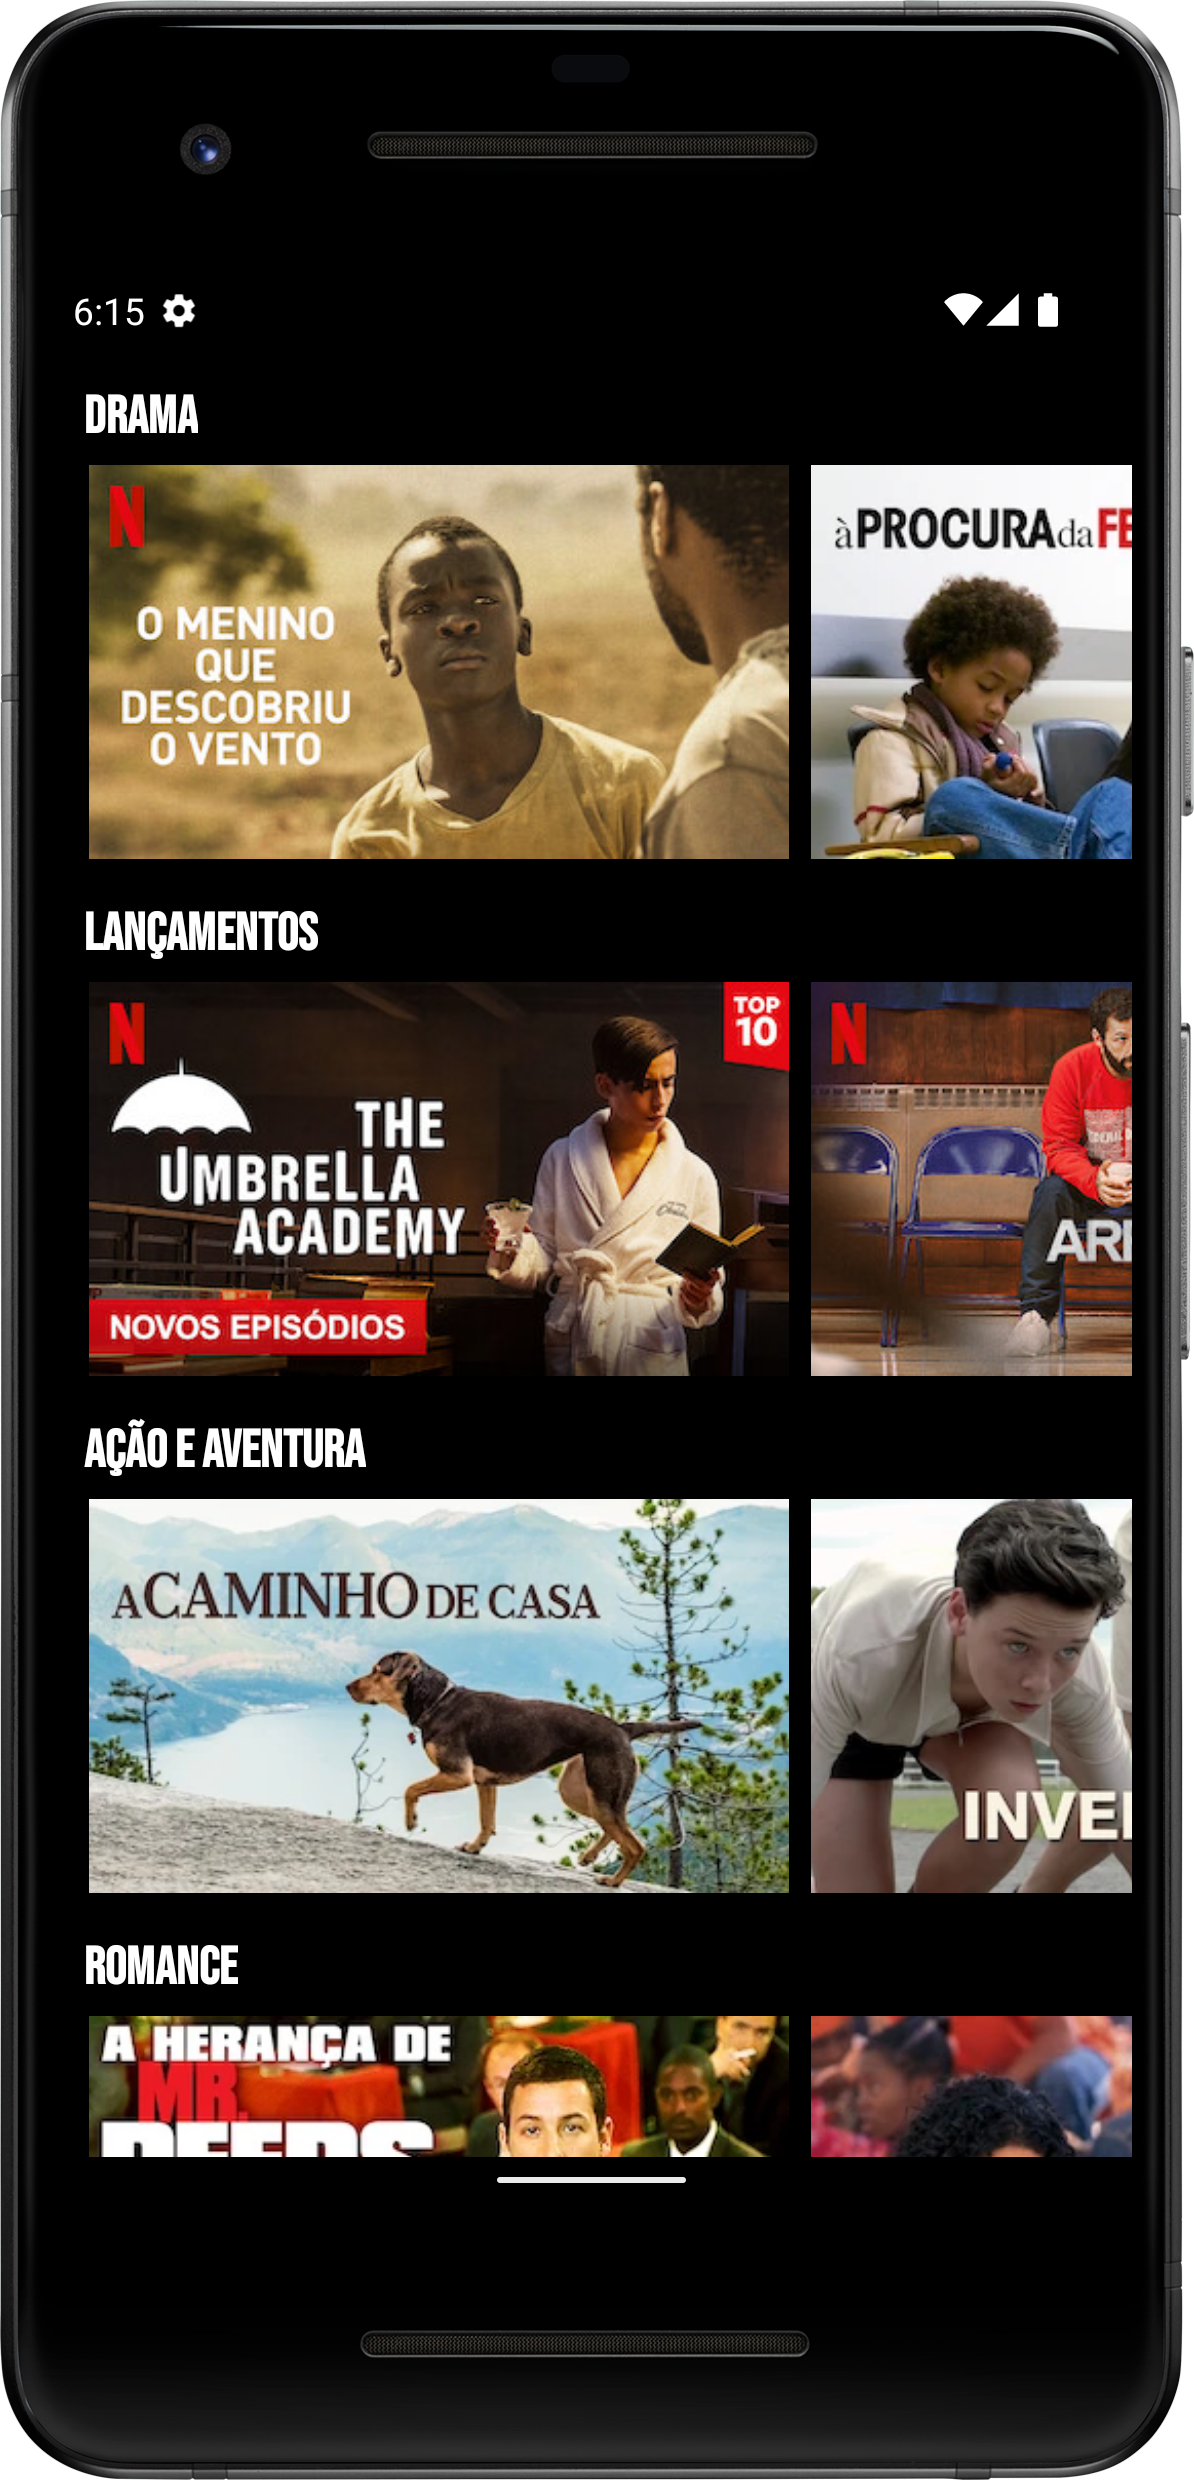 6:15
DRAMA
N
O MENINO
QUE
DESCOBRIU
O VENTO
à PROCURA da FE
LANÇAMENTOS
N
TOP
10
THE
UMBRELLA
ACADEMY
NOVOS EPISÓDIOS
N
ARI
AÇÃO E AVENTURA
A CAMINHO DE CASA
INVE
ROMANCE
A HERANÇA DE
MR.
DEEDS